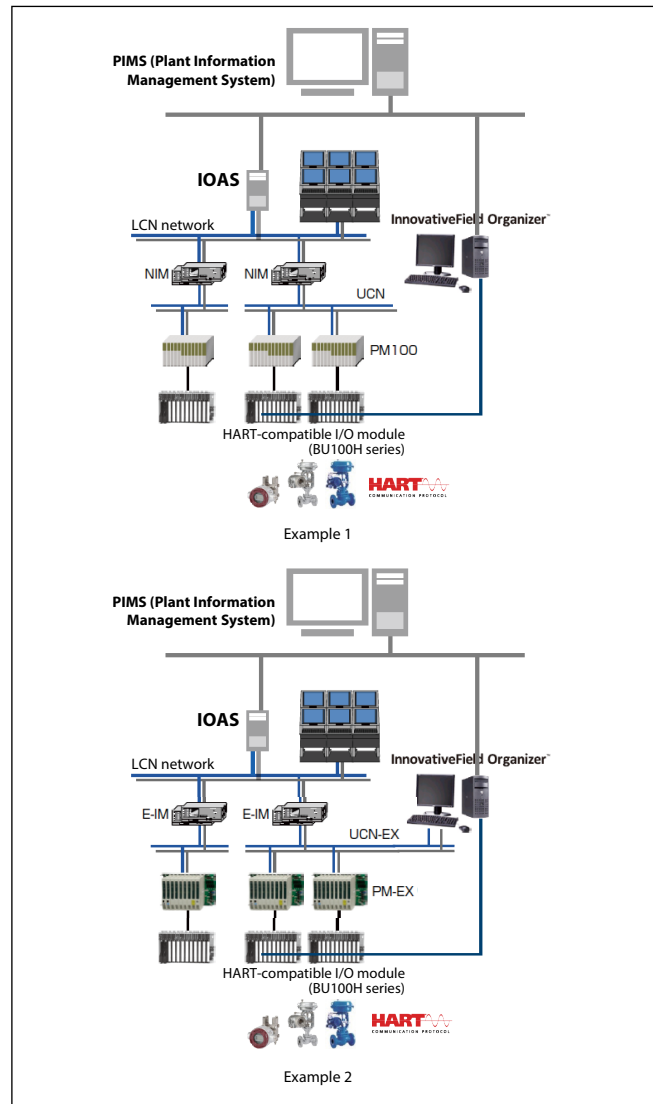 PIMS (Plant Information
Management System)
IOAS
LCN network
InnovativeField Organizer™
NIM
NIM
UCN
PM100
HART-compatible I/O module
(BU100H series)
HART
COMMUNICATION PROTOCOL
Example 1
PIMS (Plant Information
Management System)
IOAS
LCN network
InnovativeField Organizer™
E-IM
E-IM
UCN-EX
PM-EX
HART-compatible I/O module
(BU100H series)
HART
COMMUNICATION PROTOCOL
Example 2